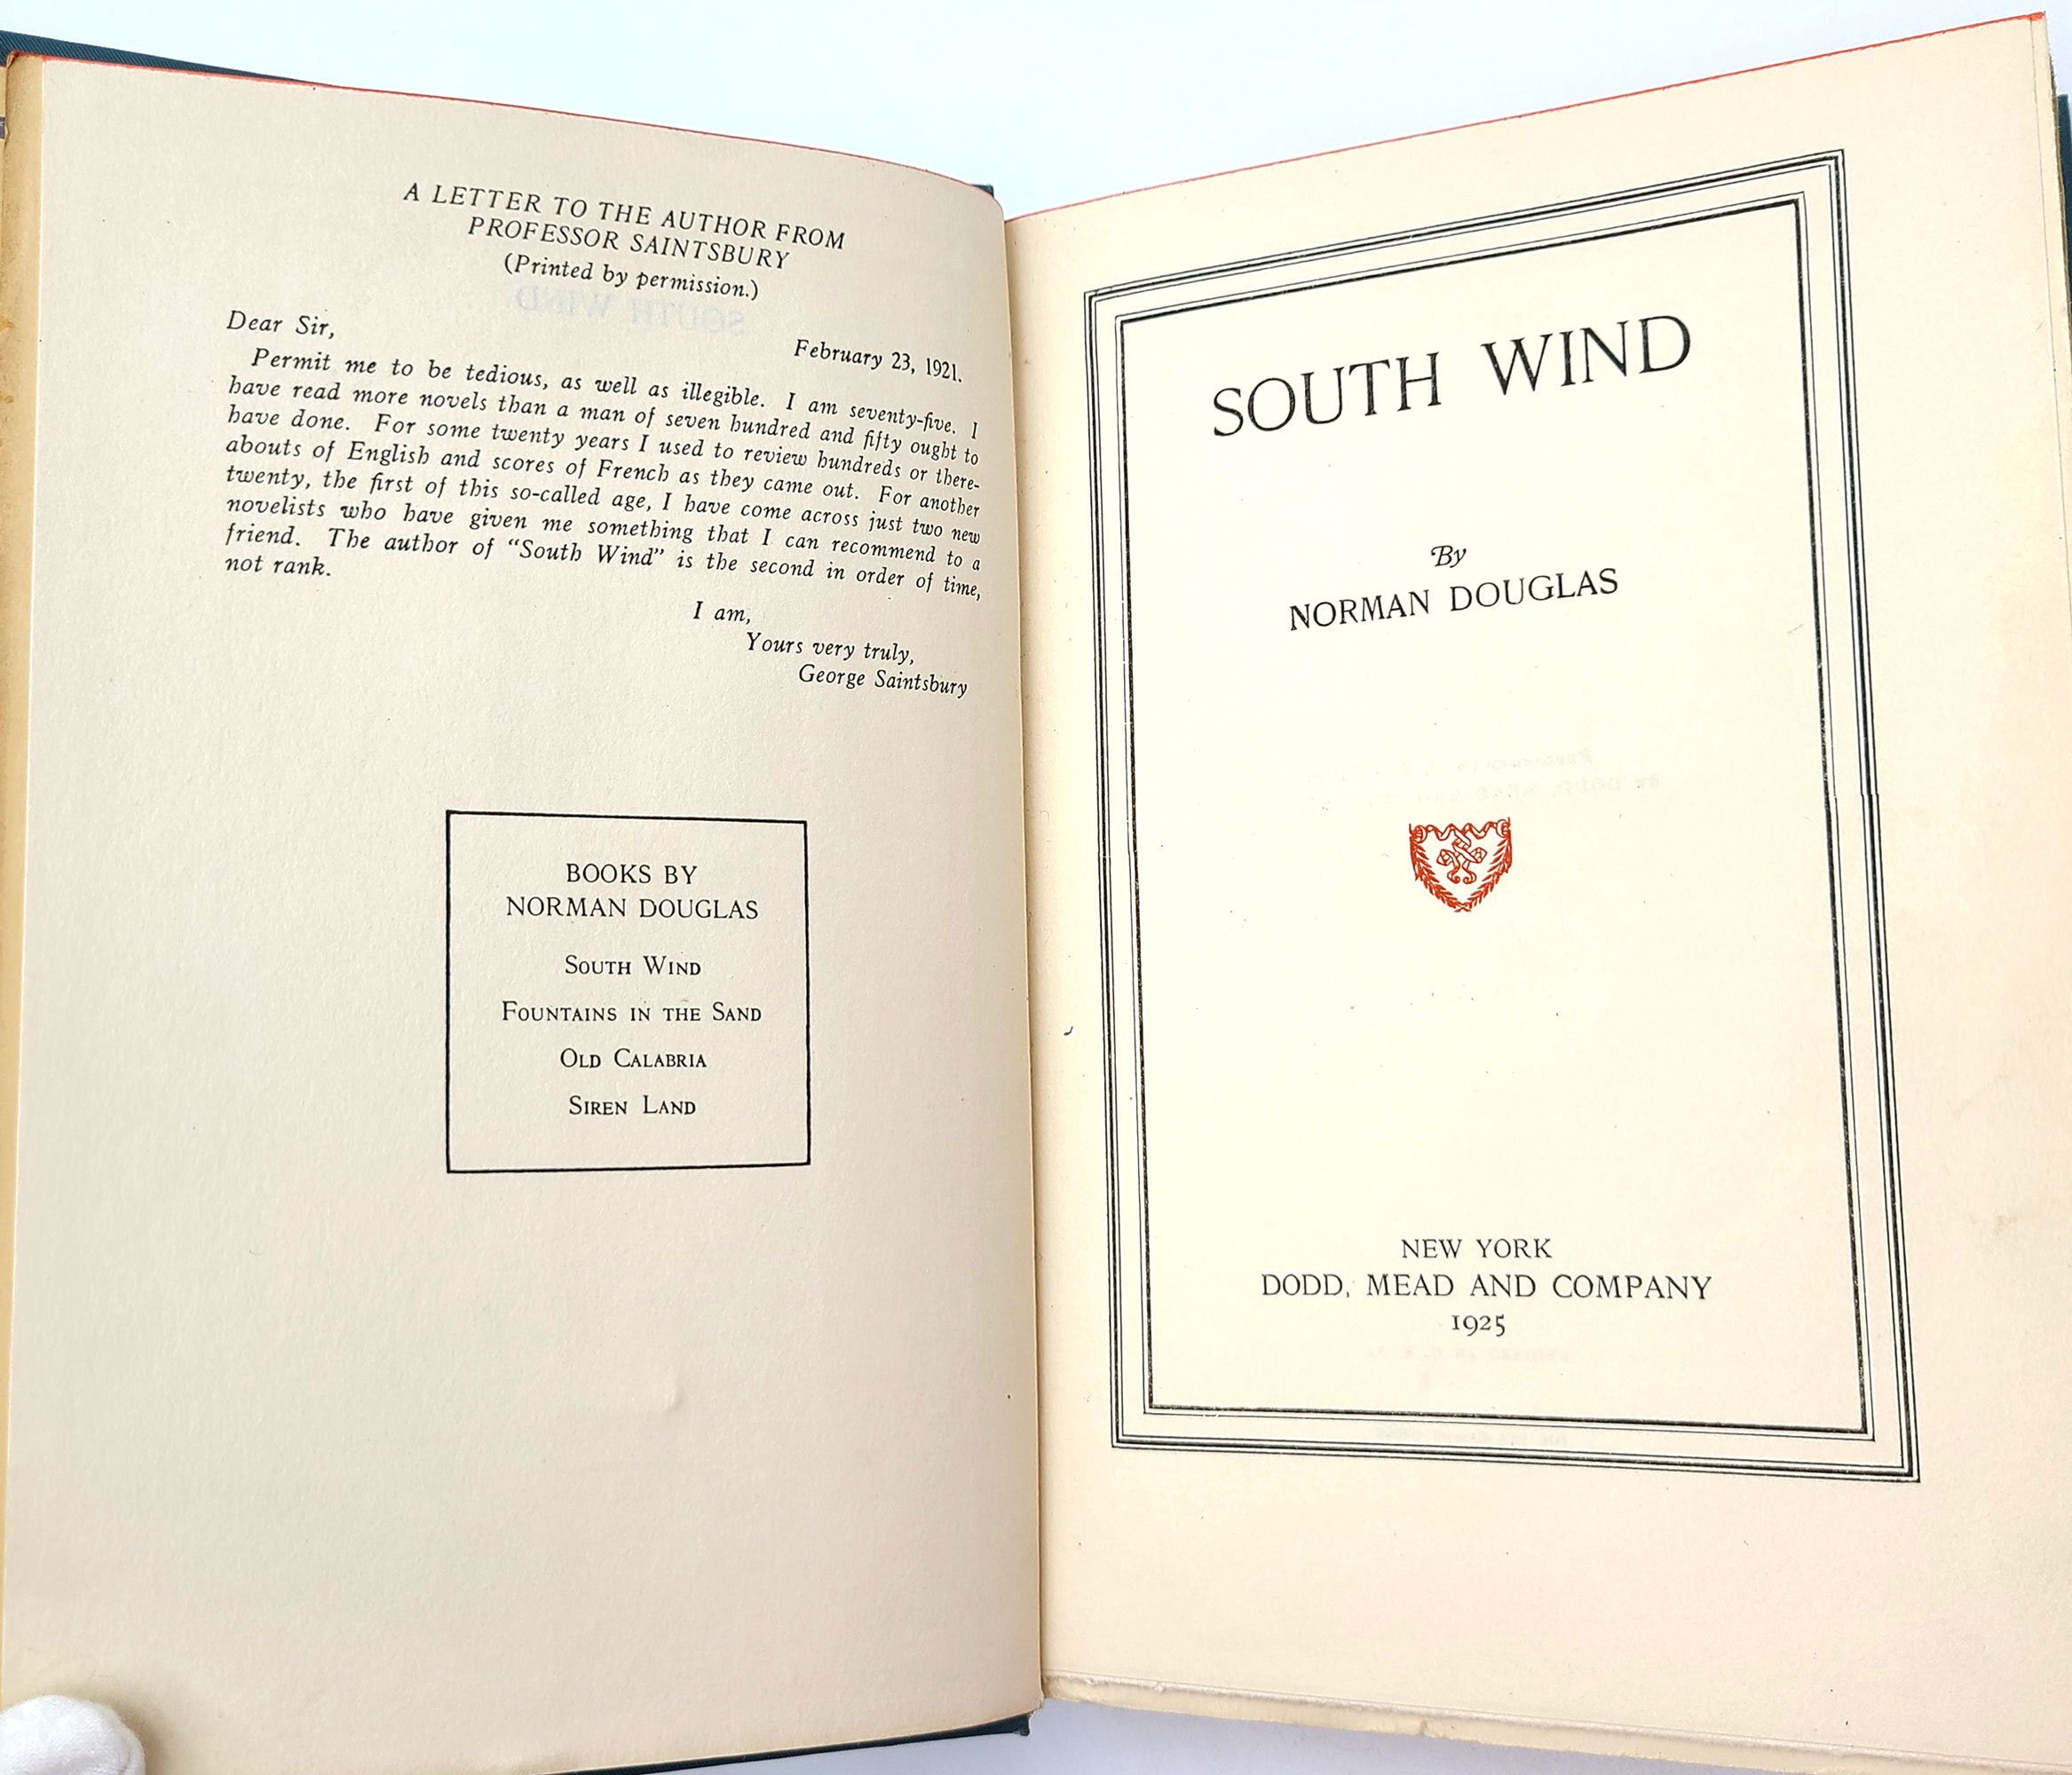 A LETTER TO THE AUTHOR FROM
PROFESSOR SAINTSBURY
(Printed by permission.)
Dear Sir,
February 23, 1921.
Permit me to be tedious, as well as illegible. I am seventy-five. I
have read more novels than a man of seven hundred and fifty ought to
have done. For some twenty years I used to review hundreds or there-
abouts of English and scores of French as they came out. For another
twenty, the first of this so-called age, I have come across just two new
novelists who have given me something that I can recommend to a
friend. The author of “South Wind” is the second in order of time,
not rank.
I am,
Yours very truly,
George Saintsbury
BOOKS BY
NORMAN DOUGLAS
SOUTH WIND
FOUNTAINS IN THE SAND
OLD CALABRIA
SIREN LAND
SOUTH WIND
By
NORMAN DOUGLAS
NEW YORK
DODD, MEAD AND COMPANY
1925